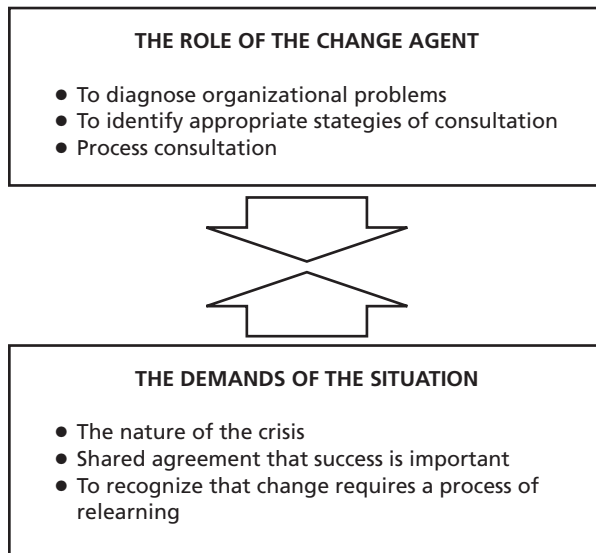 THE ROLE OF THE CHANGE AGENT
● To diagnose organizational problems
● To identify appropriate stategies of consultation
● Process consultation
THE DEMANDS OF THE SITUATION
● The nature of the crisis
● Shared agreement that success is important
● To recognize that change requires a process of
relearning